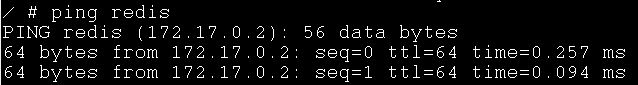 / # ping redis
PING redis (172.17.0.2): 56 data bytes
64 bytes from 172.17.0.2: seq=0 ttl=64 time=0.257 ms
64 bytes from 172.17.0.2: seq=1 ttl=64 time=0.094 ms